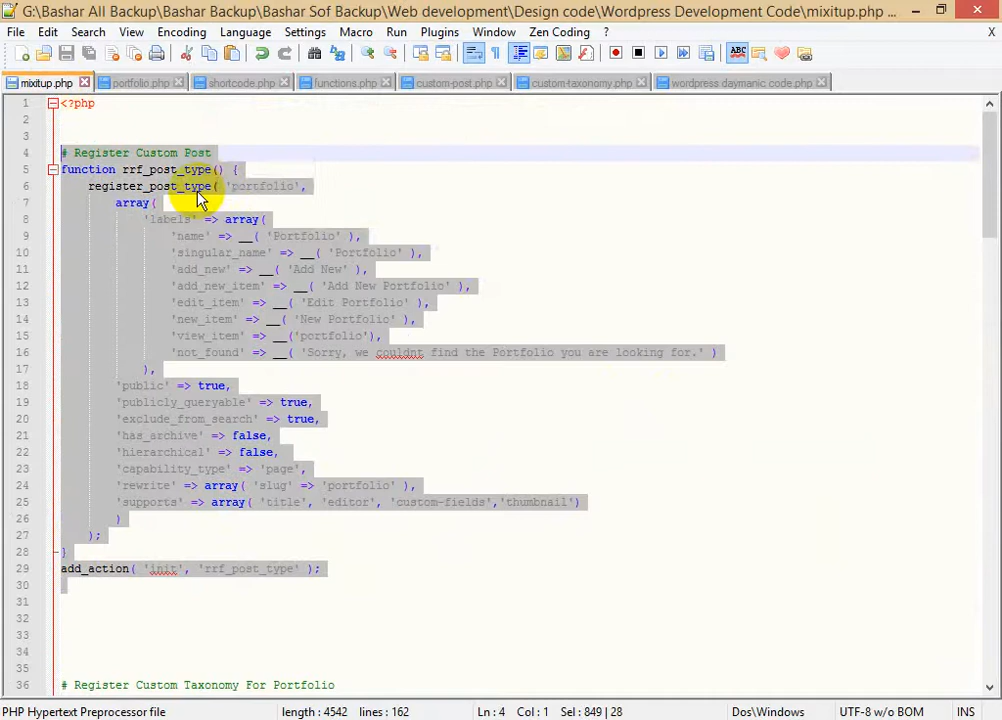 G:\Bashar All Backup\Bashar Backup\Bashar Sof Backup\Web development\Design code\Wordpress Development Code\mixitup.php - ...
File Edit Search View Encoding Language Settings Macro Run Plugins Window Zen Coding ? X
mixitup.php portfolio.php shortcode.php functions.php custom-post.php custom-taxonomy.php wordpress daymanic code.php
1 <?php
2
3
4 # Register Custom Post
5 function rrf_post_type() {
6 register_post_type( 'portfolio',
7 array(
8 'labels' => array(
9 'name' => __( 'Portfolio' ),
10 'singular_name' => __( 'Portfolio' ),
11 'add_new' => __( 'Add New' ),
12 'add_new_item' => __( 'Add New Portfolio' ),
13 'edit_item' => __( 'Edit Portfolio' ),
14 'new_item' => __( 'New Portfolio' ),
15 'view_item' => __('portfolio'),
16 'not_found' => __( 'Sorry, we couldnt find the Portfolio you are looking for.' )
17 ),
18 'public' => true,
19 'publicly_queryable' => true,
20 'exclude_from_search' => true,
21 'has_archive' => false,
22 'hierarchical' => false,
23 'capability_type' => 'page',
24 'rewrite' => array( 'slug' => 'portfolio' ),
25 'supports' => array( 'title', 'editor', 'custom-fields','thumbnail')
26 )
27 );
28 }
29 add_action( 'init', 'rrf_post_type' );
30
31
32
33
34
35
36 # Register Custom Taxonomy For Portfolio
PHP Hypertext Preprocessor file length : 4542 lines : 162 Ln : 4 Col : 1 Sel : 849 | 28 Dos\Windows UTF-8 w/o BOM INS